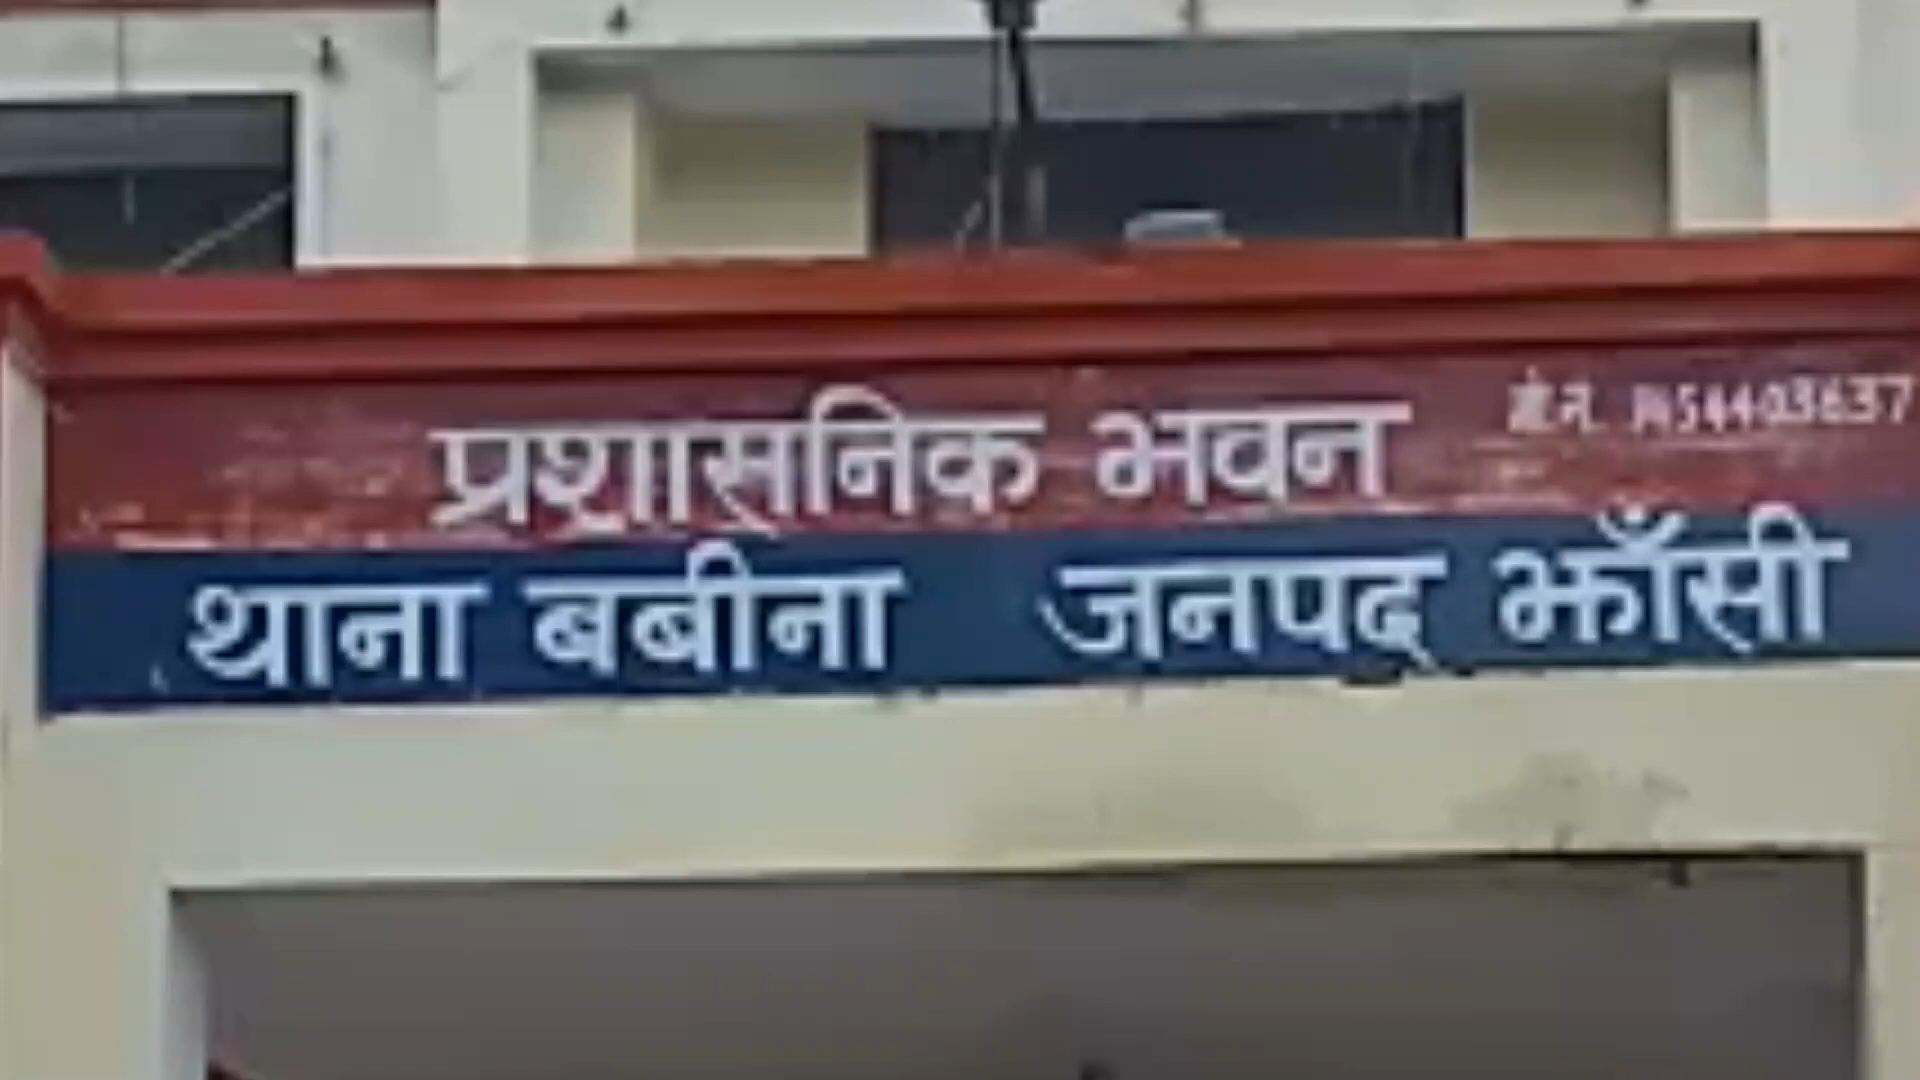 प्रशासनिक भवन
थाना बबीना जनपद झाँसी